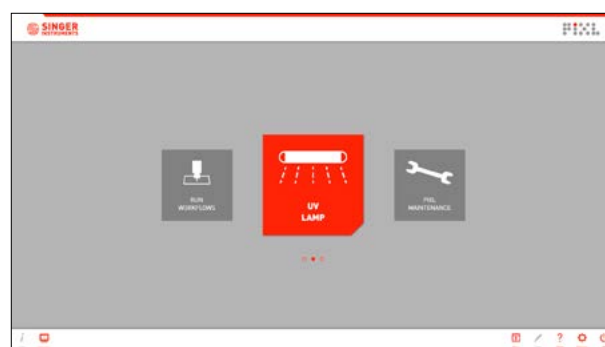 SINGER
INSTRUMENTS
PIXL
RUN
WORKFLOWS
UV
LAMP
PIXL
MAINTENANCE
i
?